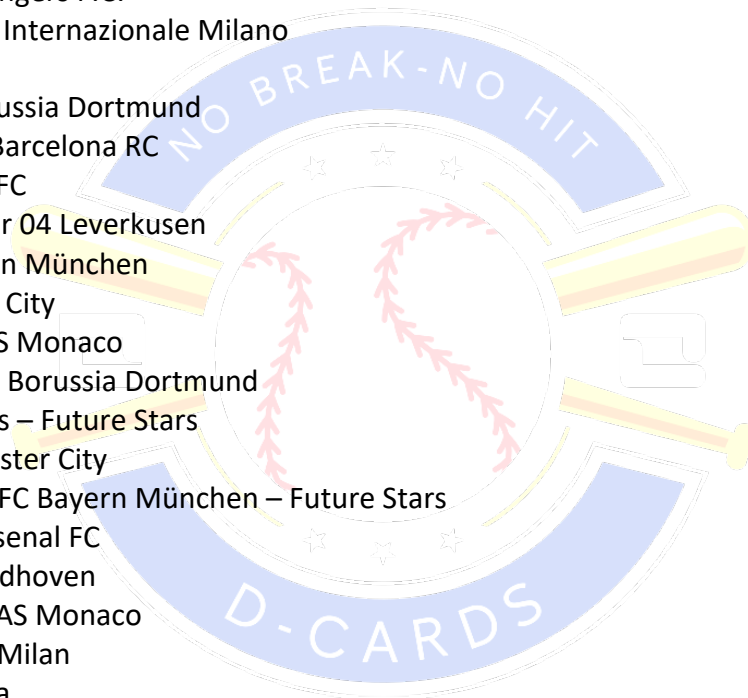 Internazionale Milano
NO BREAK-NO HIT
ussia Dortmund
Barcelona RC
FC
r 04 Leverkusen
n München
City
S Monaco
Borussia Dortmund
s – Future Stars
ster City
FC Bayern München – Future Stars
senal FC
dhoven
AS Monaco
Milan
D-CARDS